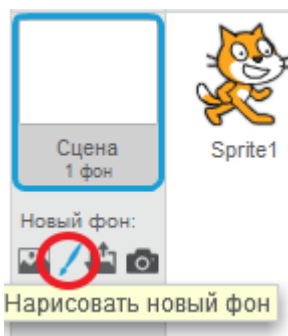 Сцена
1 фон
Sprite1
Новый фон:
Нарисовать новый фон